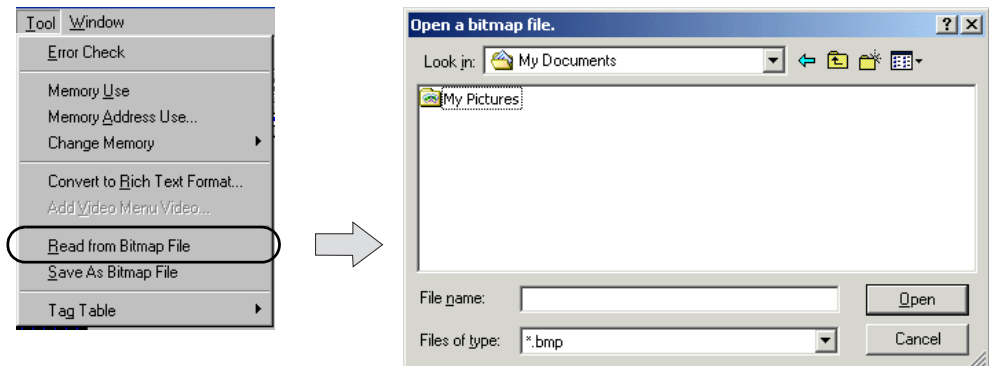 Tool Window
Error Check
Memory Use
Memory Address Use...
Change Memory
Convert to Rich Text Format...
Add Video Menu Video...
Read from Bitmap File
Save As Bitmap File
Tag Table
Open a bitmap file.
Look in: My Documents
My Pictures
File name:
Open
Files of type: *.bmp
Cancel